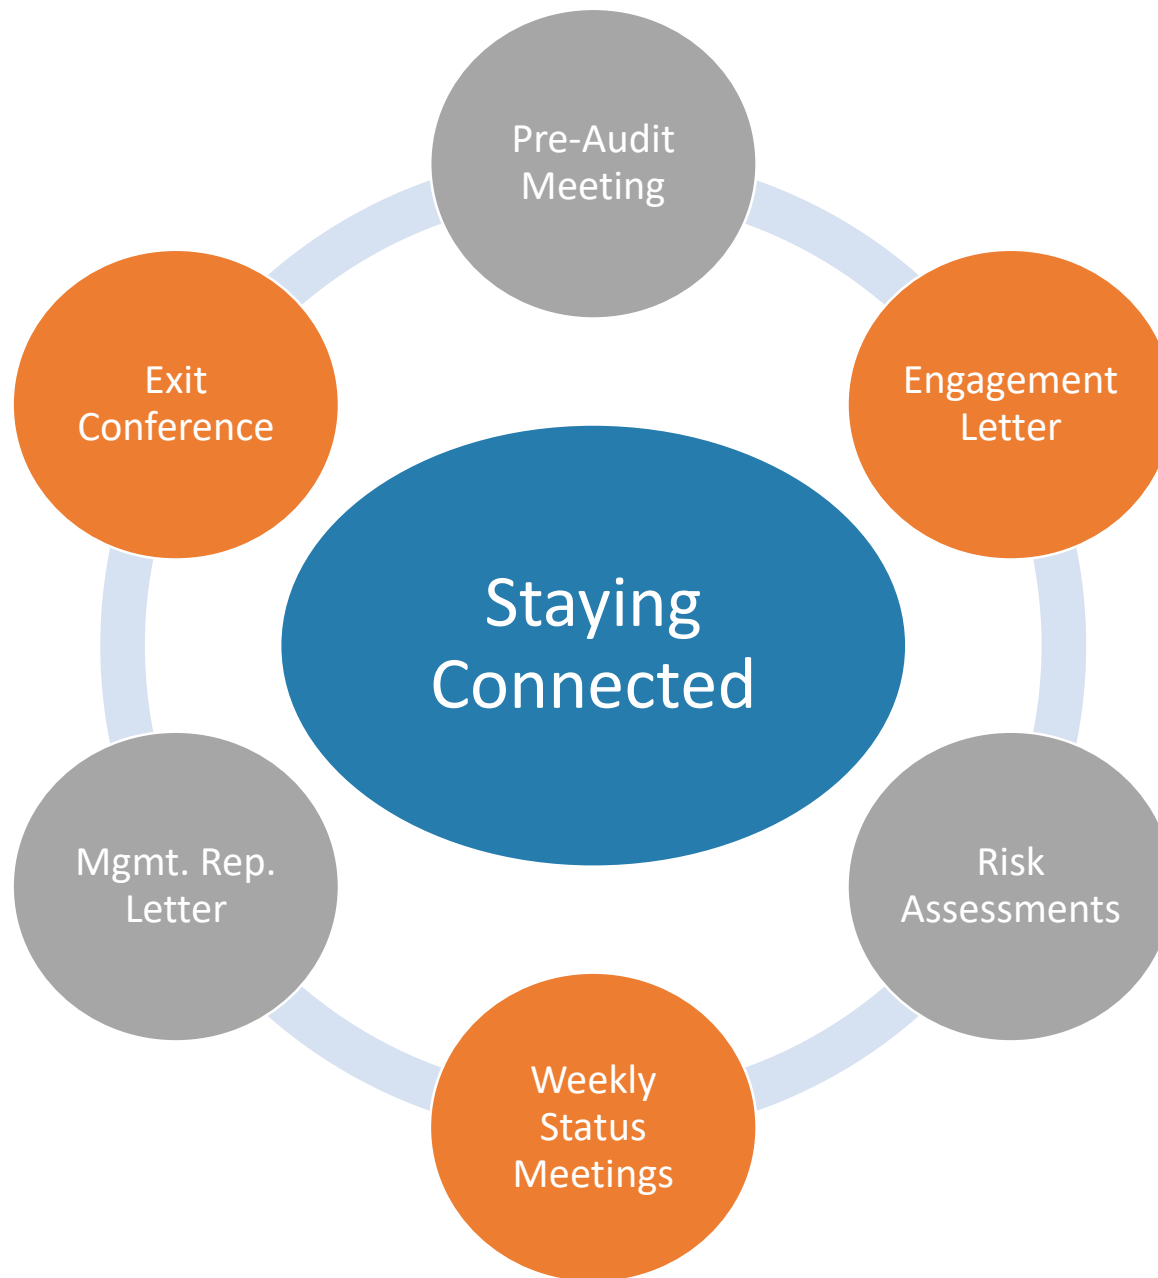 Pre-Audit
Meeting
Engagement
Letter
Risk
Assessments
Weekly
Status
Meetings
Mgmt. Rep.
Letter
Exit
Conference
Staying
Connected